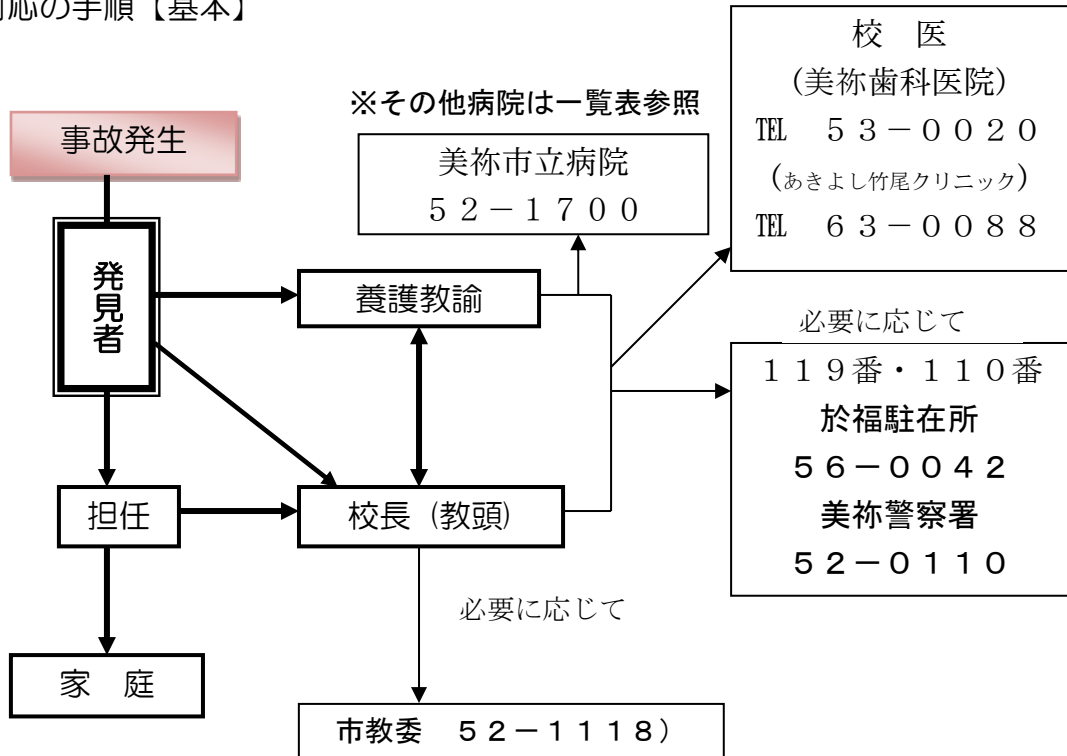 対応の手順【基本】
校　医
(美祢歯科医院)
℡　５３－００２０
(あきよし竹尾クリニック)
℡　６３－００８８
※その他病院は一覧表参照
美祢市立病院
５２－１７００
事故発生
発見者
養護教諭
必要に応じて
１１９番・１１０番
於福駐在所
５６－００４２
美祢警察署
５２－０１１０
担任
校長（教頭）
必要に応じて
家　庭
市教委　５２－１１１８）